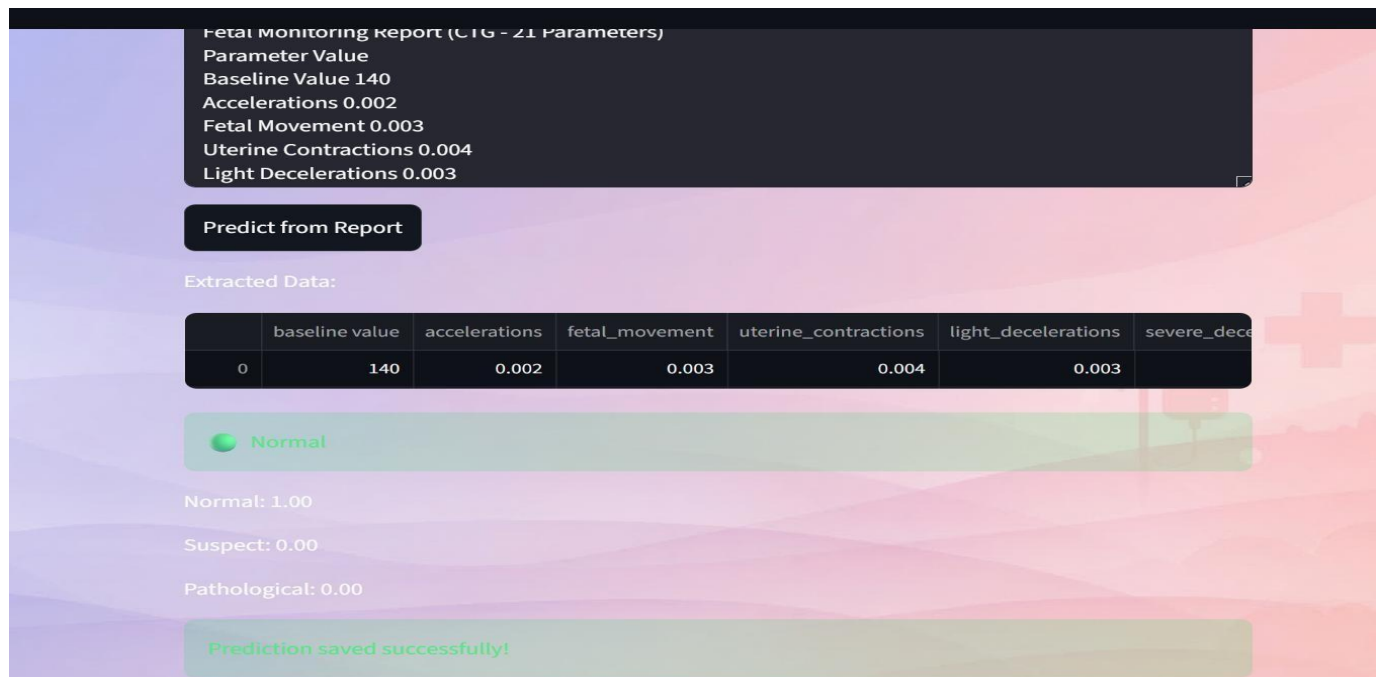 Fetal Monitoring Report (CTG - 21 Parameters)
Parameter Value
Baseline Value 140
Accelerations 0.002
Fetal Movement 0.003
Uterine Contractions 0.004
Light Decelerations 0.003
Predict from Report
Extracted Data:
baseline value accelerations fetal_movement uterine_contractions light_decelerations severe_dece
0 140 0.002 0.003 0.004 0.003
Normal
Normal: 1.00
Suspect: 0.00
Pathological: 0.00
Prediction saved successfully!